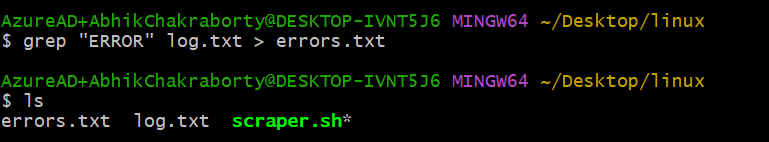 AzureAD+AbhikChakraborty@DESKTOP-IVNT5J6 MINGW64 ~/Desktop/linux
$ grep "ERROR" log.txt > errors.txt
AzureAD+AbhikChakraborty@DESKTOP-IVNT5J6 MINGW64 ~/Desktop/linux
$ ls
errors.txt  log.txt  scraper.sh*